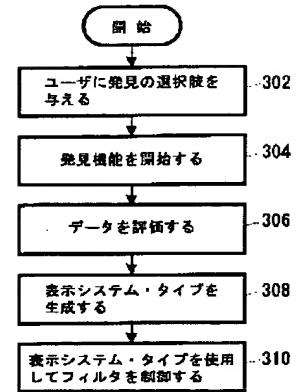 開始
ユーザに発見の選択肢を
与える
302
発見機能を開始する
304
データを評価する
306
表示システム・タイプを
生成する
308
表示システム・タイプを使用
してフィルタを制御する
310